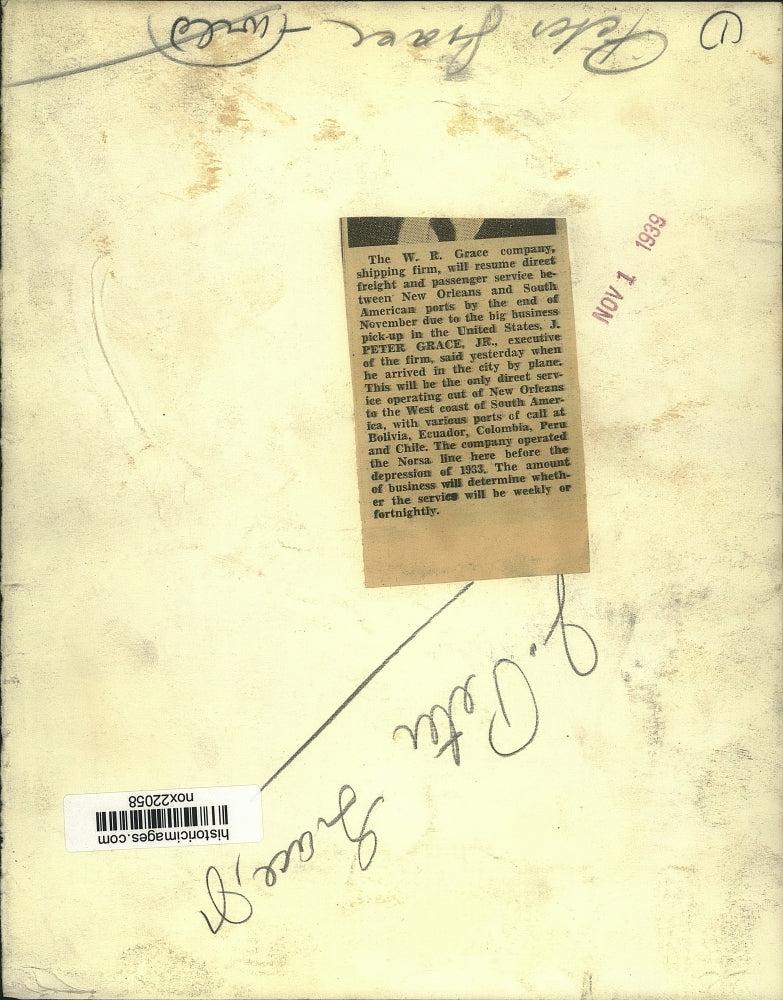 Peter Grace
1
The W. R. Grace company,
shipping firm, will resume direct
freight and passenger service be-
tween New Orleans and South
American ports by the end of
November due to the big business
pick-up in the United States, J.
PETER GRACE, JR., executive
of the firm, said yesterday when
he arrived in the city by plane.
This will be the only direct serv-
ice operating out of New Orleans
to the West coast of South Amer-
ica, with various ports of call at
Bolivia, Ecuador, Colombia, Peru
and Chile. The company operated
the Norsa line here before the
depression of 1933. The amount
of business will determine wheth-
er the service will be weekly or
fortnightly.
NOV 1 1939
J. Peter
Grace, Jr
historicimages.com
nox22058